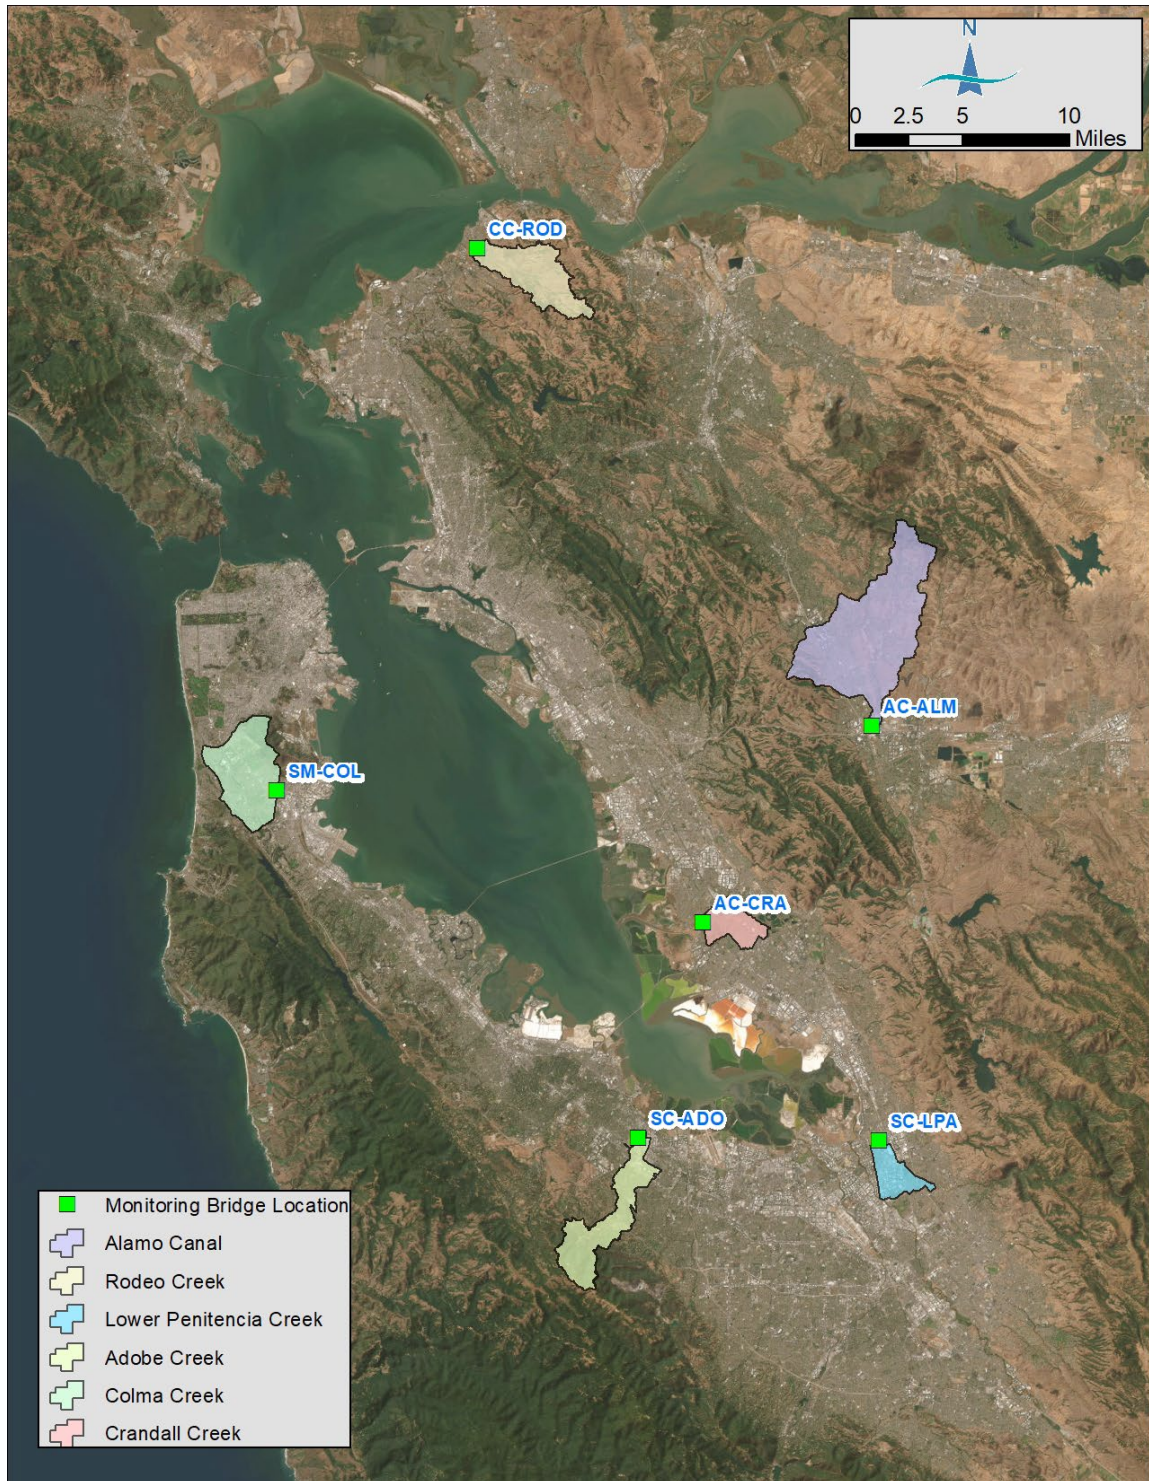 N
0 2.5 5 10
Miles
CC-ROD
AC-ALM
SM-COL
AC-CRA
SC-ADO
SC-LPA
Monitoring Bridge Location
Alamo Canal
Rodeo Creek
Lower Penitencia Creek
Adobe Creek
Colma Creek
Crandall Creek